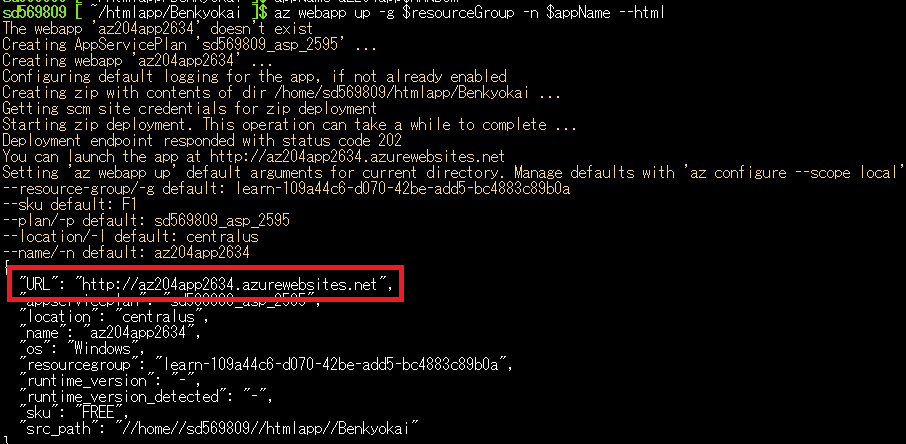 sd569809 [ ~/htmlapp/Benkyokai ]$ az webapp up -g $resourceGroup -n $appName --html
The webapp 'az204app2634' doesn't exist
Creating AppServicePlan 'sd569809_asp_2595' ...
Creating webapp 'az204app2634' ...
Configuring default logging for the app, if not already enabled
Creating zip with contents of dir /home/sd569809/htmlapp/Benkyokai ...
Getting scm site credentials for zip deployment
Starting zip deployment. This operation can take a while to complete ...
Deployment endpoint responded with status code 202
You can launch the app at http://az204app2634.azurewebsites.net
Setting 'az webapp up' default arguments for current directory. Manage defaults with 'az configure --scope local'
--resource-group/-g default: learn-109a44c6-d070-42be-add5-bc4883c89b0a
--sku default: F1
--plan/-p default: sd569809_asp_2595
--location/-l default: centralus
--name/-n default: az204app2634
{
"URL": "http://az204app2634.azurewebsites.net",
"appserviceplan": "sd569809_asp_2595",
"location": "centralus",
"name": "az204app2634",
"os": "Windows",
"resourcegroup": "learn-109a44c6-d070-42be-add5-bc4883c89b0a",
"runtime_version": "-",
"runtime_version_detected": "-",
"sku": "FREE",
"src_path": "//home//sd569809//htmlapp//Benkyokai"